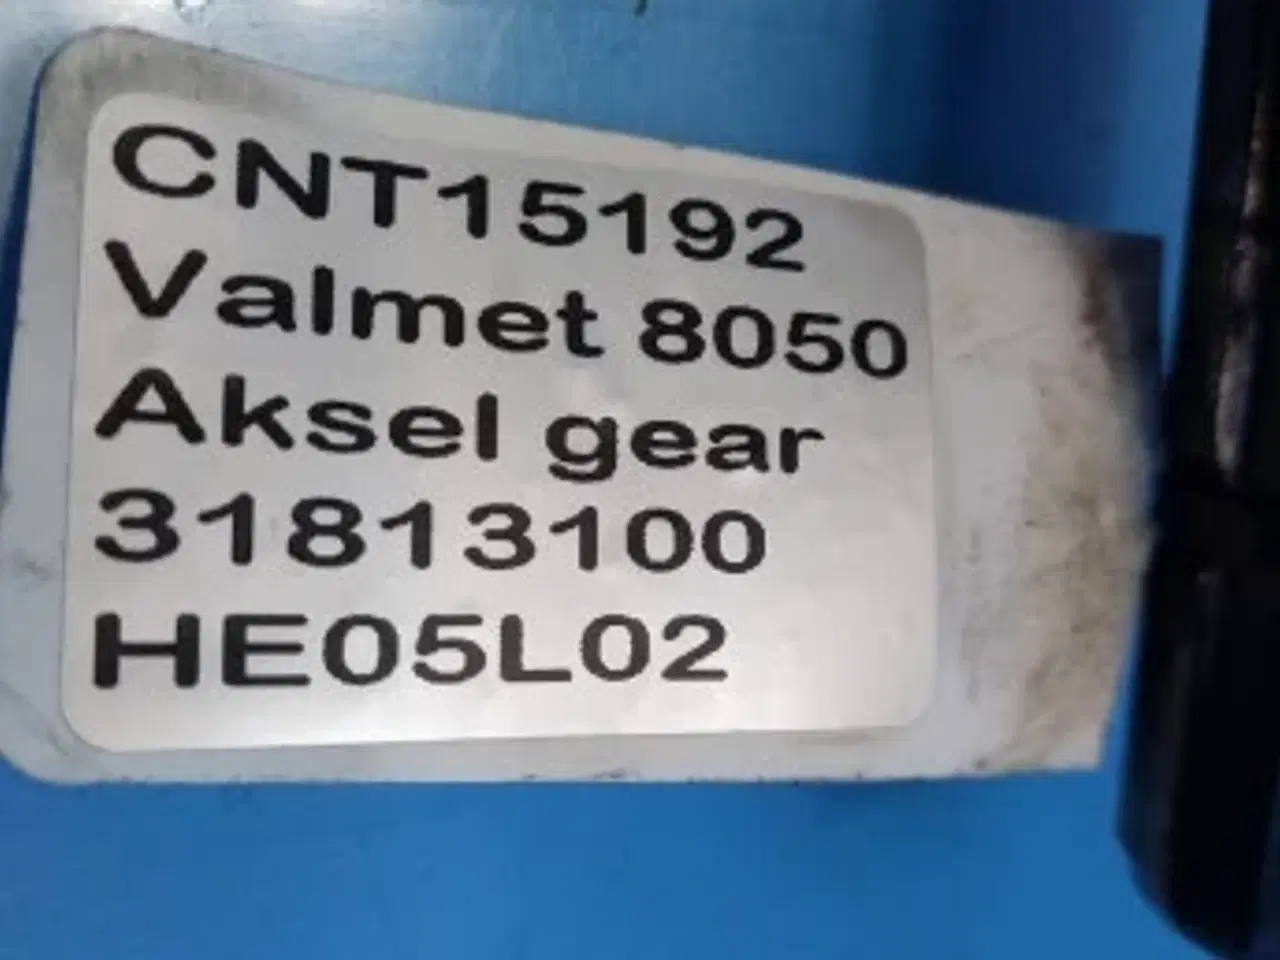 CNT15192
Valmet 8050
Aksel gear
31813100
HE05L02